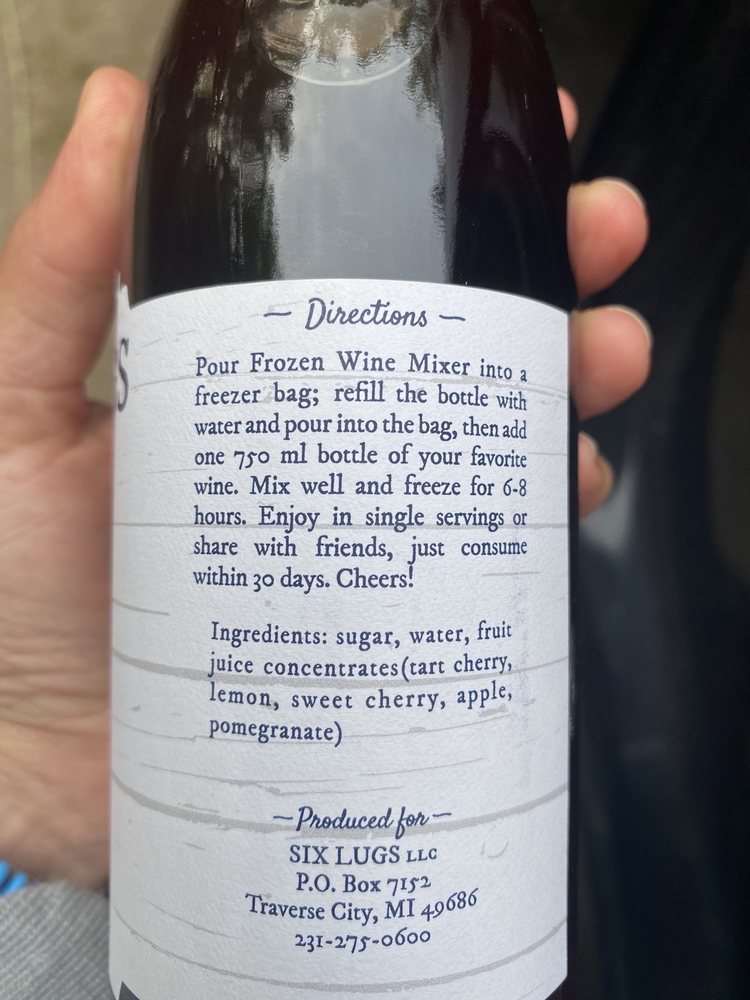 — Directions —
Pour Frozen Wine Mixer into a
freezer bag; refill the bottle with
water and pour into the bag, then add
one 750 ml bottle of your favorite
wine. Mix well and freeze for 6-8
hours. Enjoy in single servings or
share with friends, just consume
within 30 days. Cheers!
Ingredients: sugar, water, fruit
juice concentrates(tart cherry,
lemon, sweet cherry, apple,
pomegranate)
—Produced for—
SIX LUGS LLC
P.O. Box 7152
Traverse City, MI 49686
231-275-0600